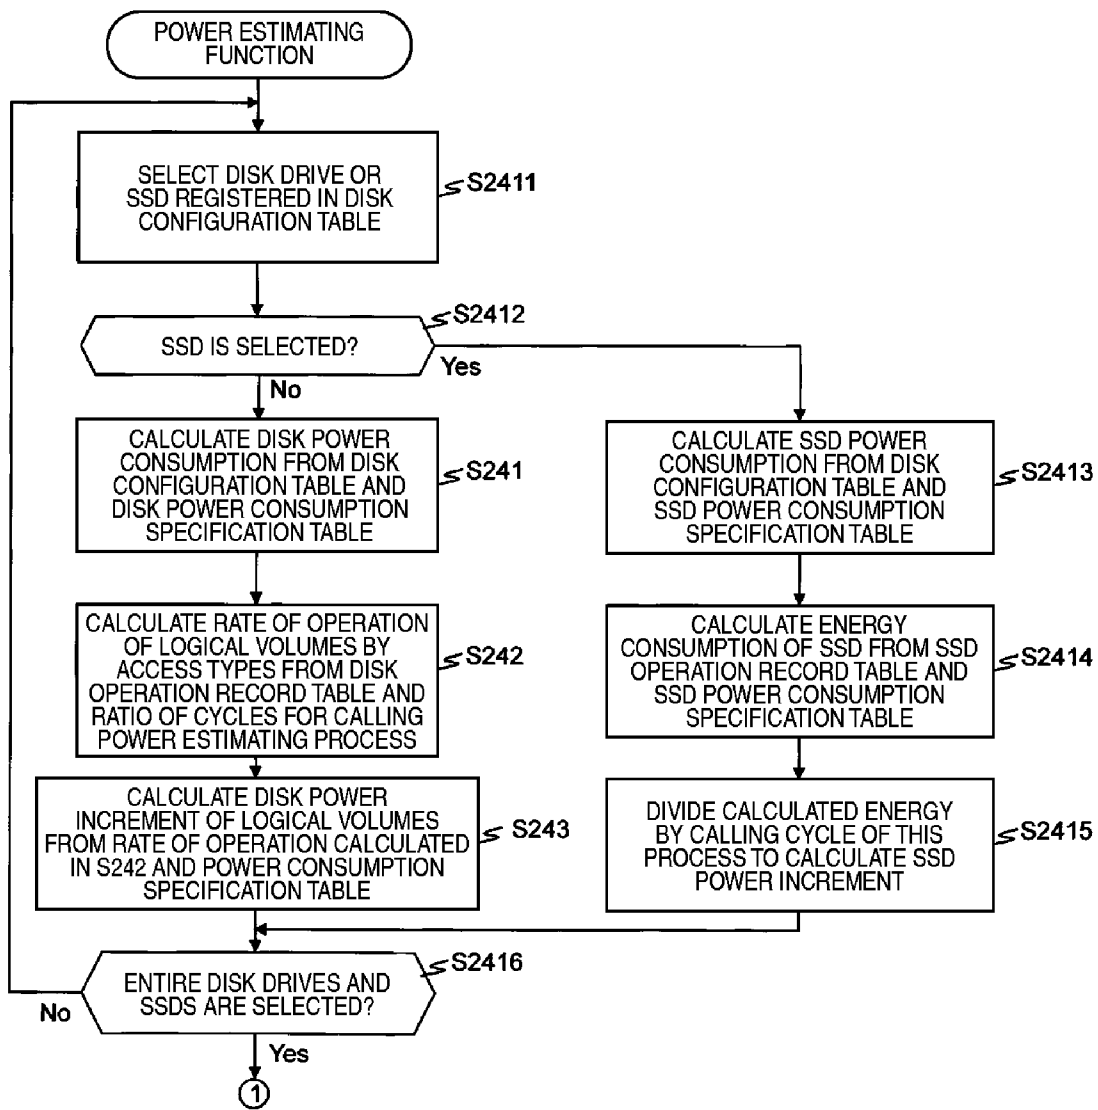 POWER ESTIMATING
FUNCTION
SELECT DISK DRIVE OR
SSD REGISTERED IN DISK
CONFIGURATION TABLE
S2411
S2412
SSD IS SELECTED?
Yes
No
CALCULATE DISK POWER
CONSUMPTION FROM DISK
CONFIGURATION TABLE AND
DISK POWER CONSUMPTION
SPECIFICATION TABLE
S241
CALCULATE SSD POWER
CONSUMPTION FROM DISK
CONFIGURATION TABLE AND
SSD POWER CONSUMPTION
SPECIFICATION TABLE
S2413
CALCULATE RATE OF OPERATION
OF LOGICAL VOLUMES BY
ACCESS TYPES FROM DISK
OPERATION RECORD TABLE AND
RATIO OF CYCLES FOR CALLING
POWER ESTIMATING PROCESS
S242
CALCULATE ENERGY
CONSUMPTION OF SSD FROM SSD
OPERATION RECORD TABLE AND
SSD POWER CONSUMPTION
SPECIFICATION TABLE
S2414
CALCULATE DISK POWER
INCREMENT OF LOGICAL VOLUMES
FROM RATE OF OPERATION CALCULATED
IN S242 AND POWER CONSUMPTION
SPECIFICATION TABLE
S243
DIVIDE CALCULATED ENERGY
BY CALLING CYCLE OF THIS
PROCESS TO CALCULATE SSD
POWER INCREMENT
S2415
S2416
ENTIRE DISK DRIVES AND
SSDS ARE SELECTED?
No
Yes
1